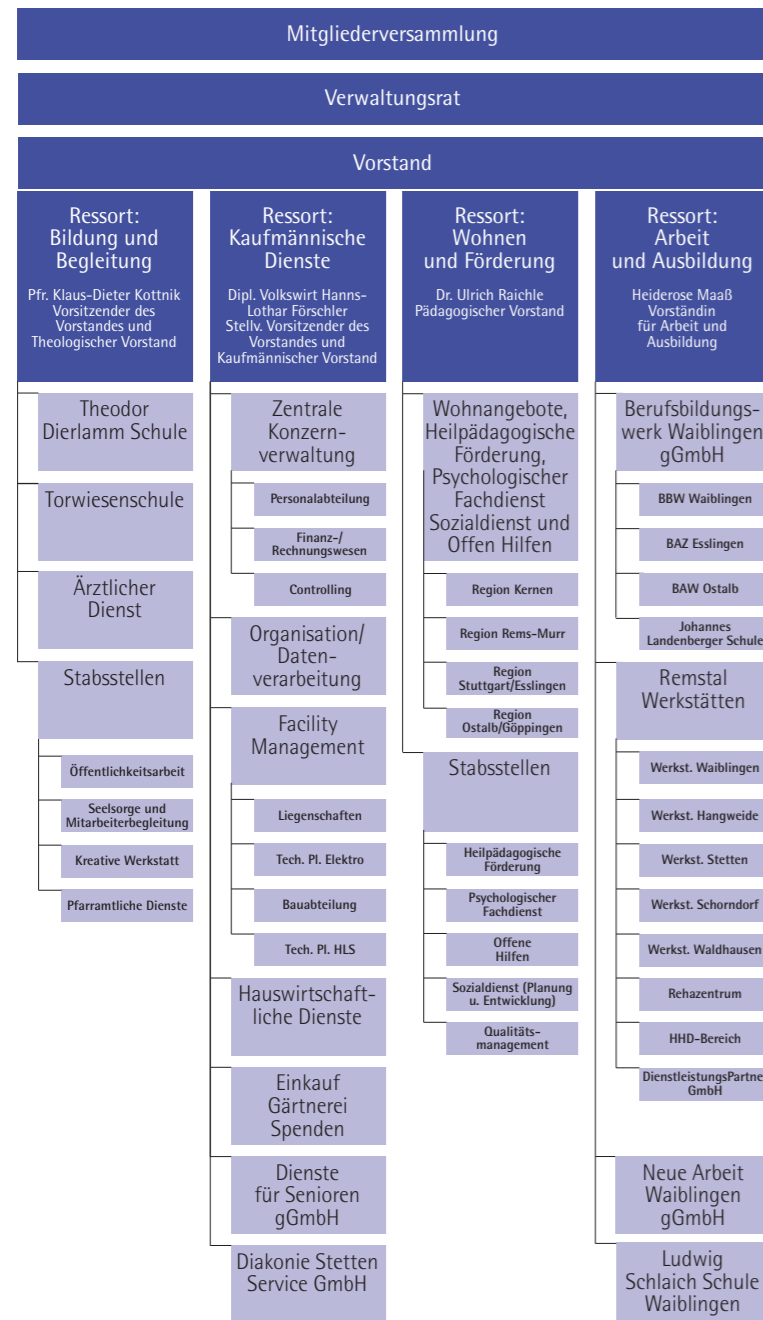 Mitgliederversammlung
Verwaltungsrat
Vorstand
Ressort:
Bildung und
Begleitung
Pfr. Klaus-Dieter Kottnik
Vorsitzender des
Vorstandes und
Theologischer Vorstand
Theodor
Dierlamm Schule
Torwiesenschule
Ärztlicher
Dienst
Stabsstellen
Öffentlichkeitsarbeit
Seelsorge und
Mitarbeiterbegleitung
Kreative Werkstatt
Pfarramtliche Dienste
Ressort:
Kaufmännische
Dienste
Dipl. Volkswirt Hanns-
Lothar Förschler
Stellv. Vorsitzender des
Vorstandes und
Kaufmännischer Vorstand
Zentrale
Konzern-
verwaltung
Personalabteilung
Finanz-/
Rechnungswesen
Controlling
Organisation/
Daten-
verarbeitung
Facility
Management
Liegenschaften
Tech. Pl. Elektro
Bauabteilung
Tech. Pl. HLS
Hauswirtschaft-
liche Dienste
Einkauf
Gärtnerei
Spenden
Dienste
für Senioren
gGmbH
Diakonie Stetten
Service GmbH
Ressort:
Wohnen
und Förderung
Dr. Ulrich Raichle
Pädagogischer Vorstand
Wohnangebote,
Heilpädagogische
Förderung,
Psychologischer
Fachdienst
Sozialdienst und
Offen Hilfen
Region Kernen
Region Rems-Murr
Region
Stuttgart/Esslingen
Region
Ostalb/Göppingen
Stabsstellen
Heilpädagogische
Förderung
Psychologischer
Fachdienst
Offene
Hilfen
Sozialdienst (Planung
u. Entwicklung)
Qualitäts-
management
Ressort:
Arbeit
und Ausbildung
Heiderose Maaß
Vorständin
für Arbeit und
Ausbildung
Berufsbildungs-
werk Waiblingen
gGmbH
BBW Waiblingen
BAZ Esslingen
BAW Ostalb
Johannes
Landenberger Schule
Remstal
Werkstätten
Werkst. Waiblingen
Werkst. Hangweide
Werkst. Stetten
Werkst. Schorndorf
Werkst. Waldhausen
Rehazentrum
HHD-Bereich
DienstleistungsPartne
GmbH
Neue Arbeit
Waiblingen
gGmbH
Ludwig
Schlaich Schule
Waiblingen